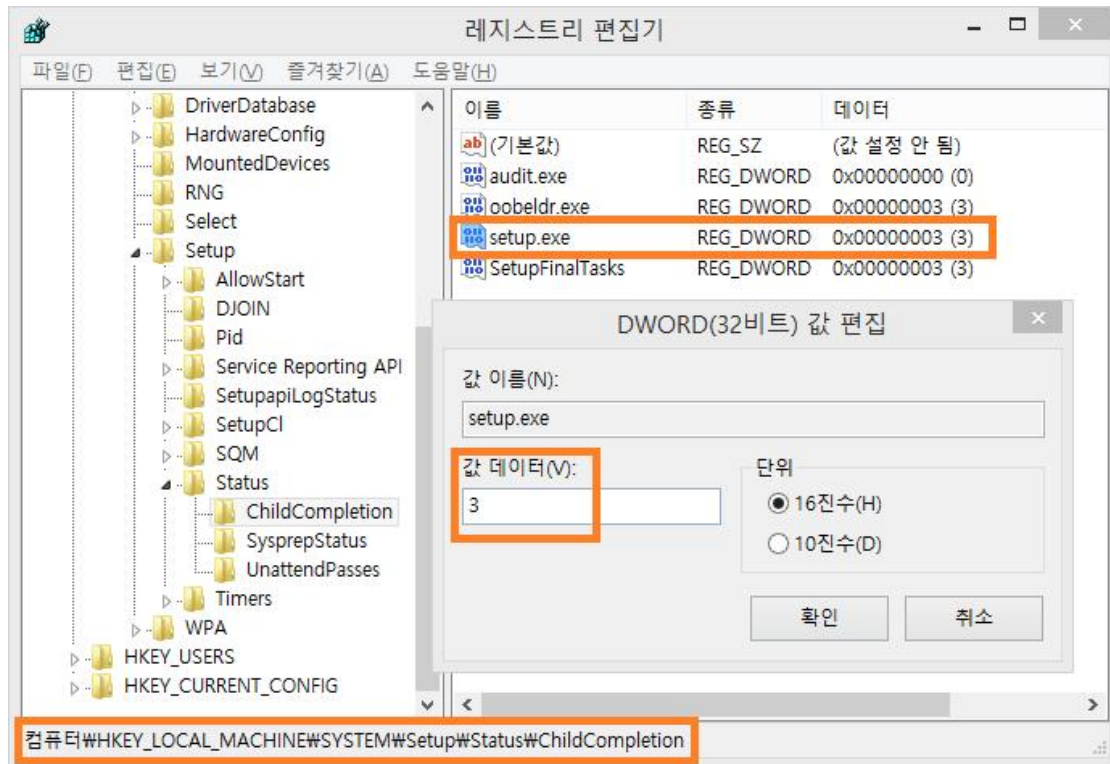 레지스트리 편집기
파일(F) 편집(E) 보기(V) 즐겨찾기(A) 도움말(H)
DriverDatabase
HardwareConfig
MountedDevices
RNG
Select
Setup
AllowStart
DJOIN
Pid
Service Reporting API
SetupapiLogStatus
SetupCl
SQM
Status
ChildCompletion
SysprepStatus
UnattendPasses
Timers
WPA
HKEY_USERS
HKEY_CURRENT_CONFIG
이름 종류 데이터
(기본값) REG_SZ (값 설정 안 됨)
audit.exe REG_DWORD 0x00000000 (0)
oobeldr.exe REG_DWORD 0x00000003 (3)
setup.exe REG_DWORD 0x00000003 (3)
SetupFinalTasks REG_DWORD 0x00000003 (3)
DWORD(32비트) 값 편집
값 이름(N):
setup.exe
값 데이터(V):
3
단위
16진수(H)
10진수(D)
확인 취소
컴퓨터₩HKEY_LOCAL_MACHINE₩SYSTEM₩Setup₩Status₩ChildCompletion